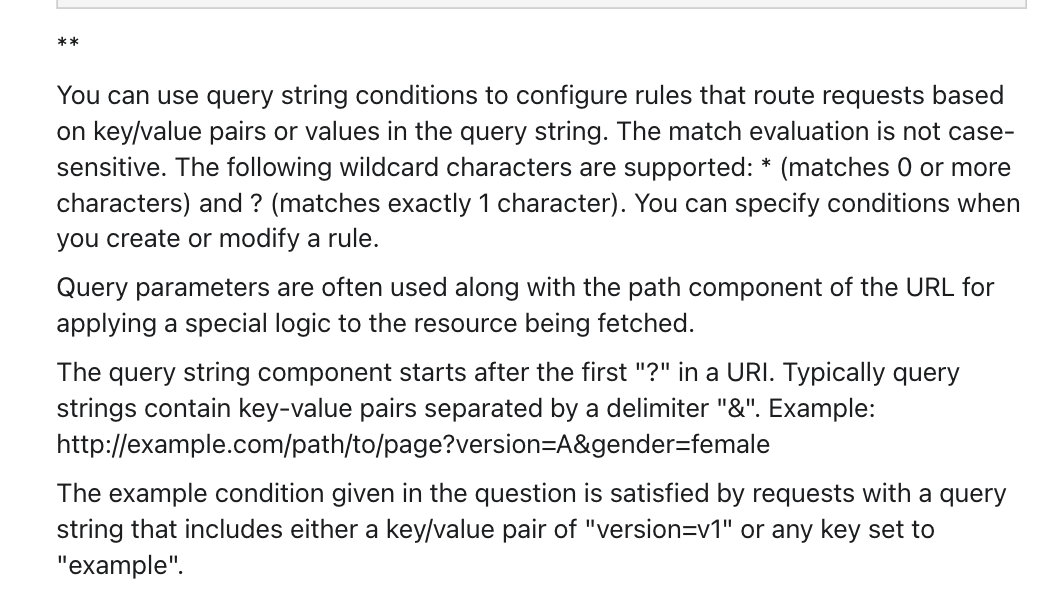 **
You can use query string conditions to configure rules that route requests based
on key/value pairs or values in the query string. The match evaluation is not case-
sensitive. The following wildcard characters are supported: * (matches 0 or more
characters) and ? (matches exactly 1 character). You can specify conditions when
you create or modify a rule.
Query parameters are often used along with the path component of the URL for
applying a special logic to the resource being fetched.
The query string component starts after the first "?" in a URI. Typically query
strings contain key-value pairs separated by a delimiter "&". Example:
http://example.com/path/to/page?version=A&gender=female
The example condition given in the question is satisfied by requests with a query
string that includes either a key/value pair of "version=v1" or any key set to
"example".